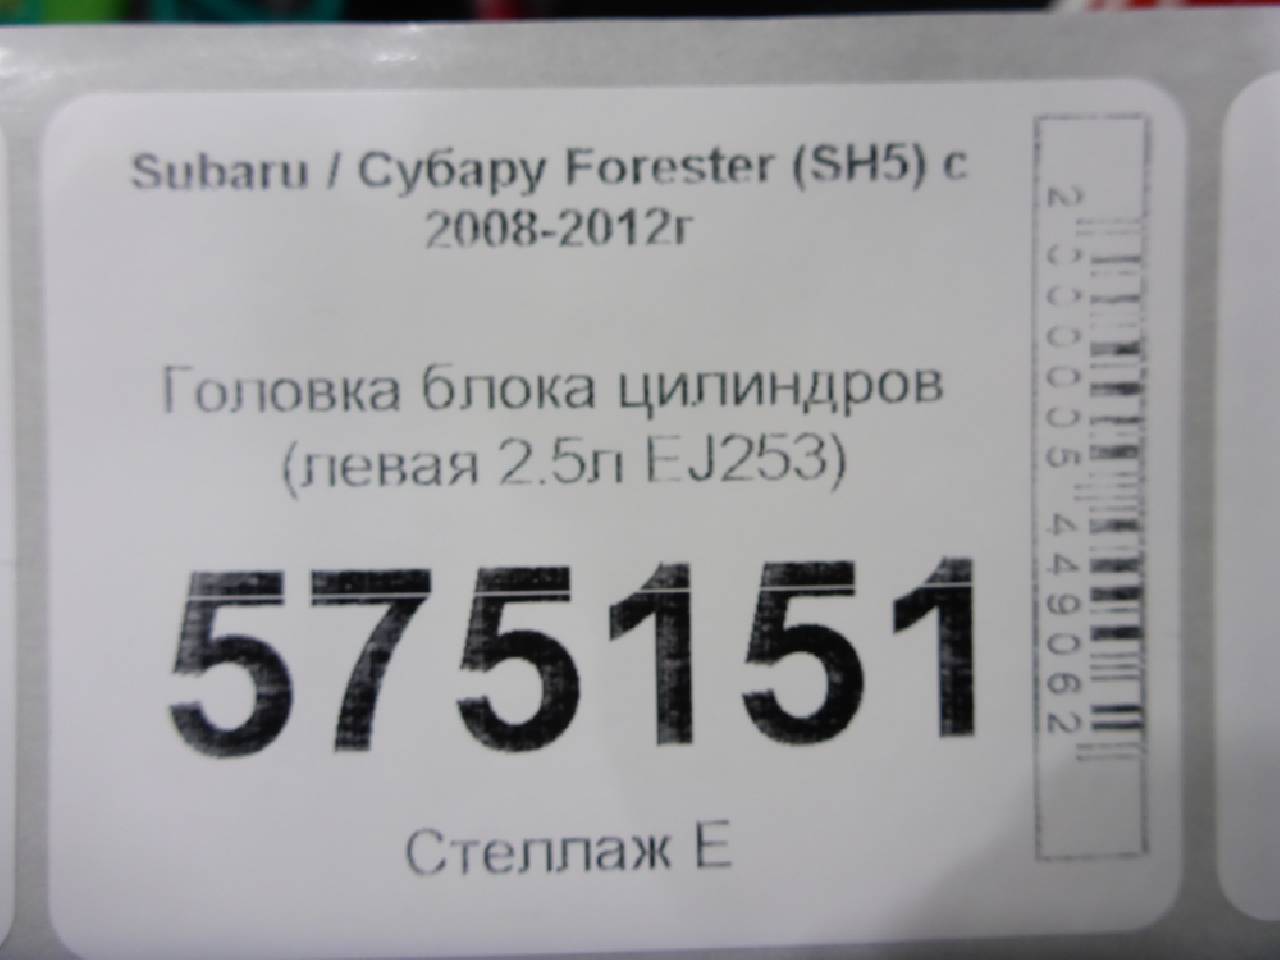 Subaru / Субару Forester (SH5) с
2008-2012г
Головка блока цилиндров
(левая 2.5л EJ253)
575151
Стеллаж Е
2000005449062